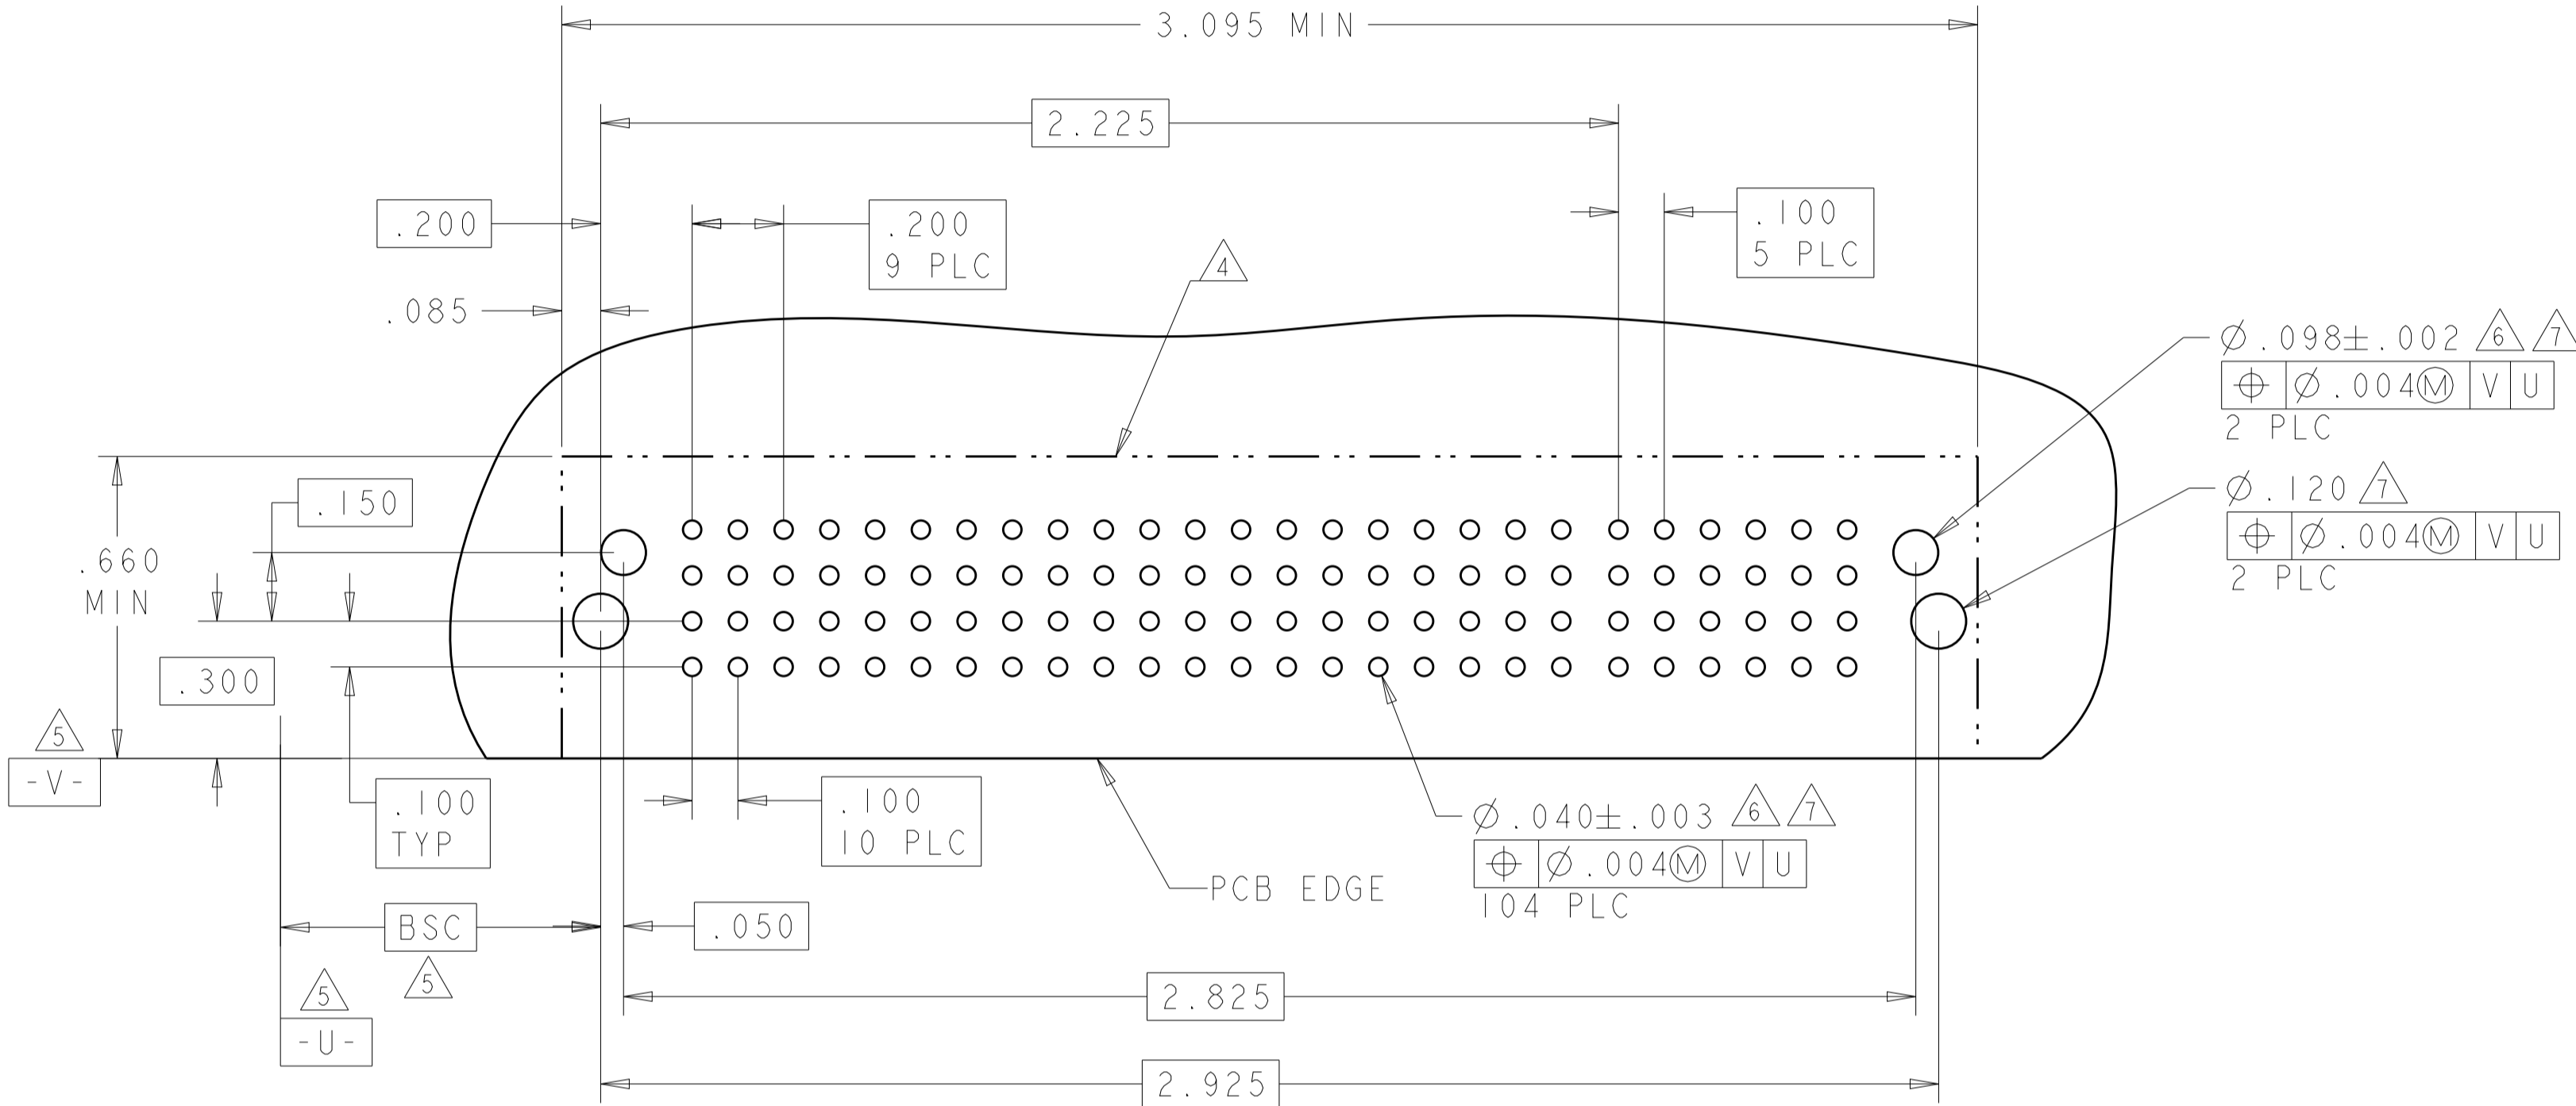 3.095 MIN
2.225
.200
.200
9 PLC
.100
5 PLC
4
.085
Ø.098±.002 6 7
⌖ Ø.004Ⓜ V U
2 PLC
.150
Ø.120 7
⌖ Ø.004Ⓜ V U
2 PLC
.660
MIN
.300
5
-V-
.100
TYP
.100
10 PLC
Ø.040±.003 6 7
⌖ Ø.004Ⓜ V U
104 PLC
PCB EDGE
BSC
.050
5
5
-U-
2.825
2.925